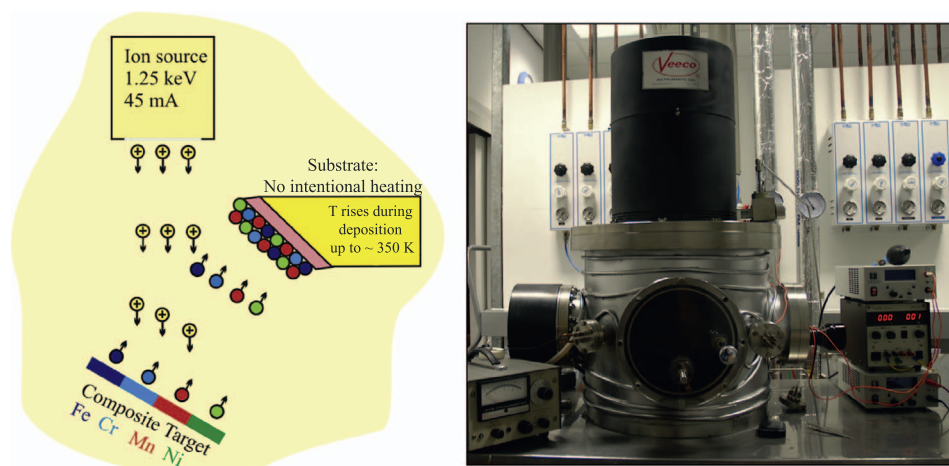 Ion source
1.25 keV
45 mA
Substrate:
No intentional heating
T rises during
deposition
up to ~ 350 K
Composite Target
Fe Cr Mn Ni
Veeco
000 001